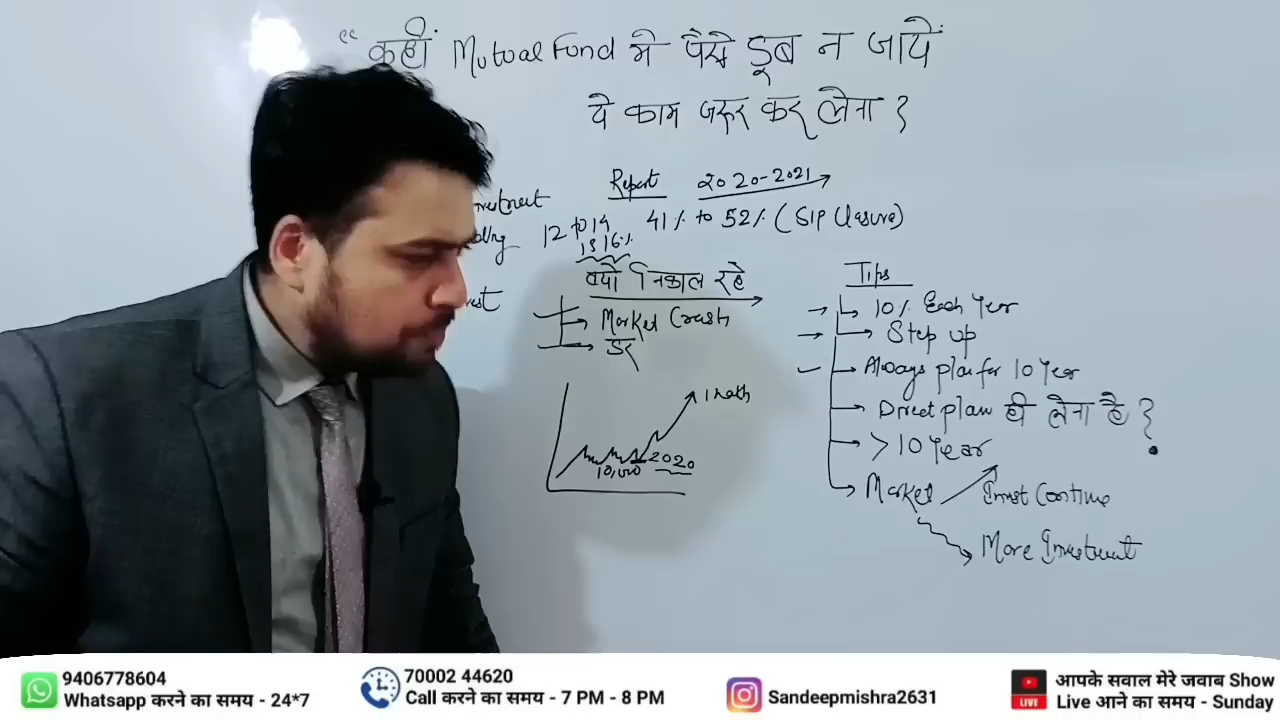 “ कहीं Mutual Fund मे पैसे डूब न जायें
ये काम जरूर कर लेना ?
Report 2020-2021
12 to 14 41% to 52% (SIP Closure)
15 16%
क्यों निकाल रहे
Market Crash
डर
1 lakh
2020
10,000
Tips
10% Each Year
Step up
Always plan for 10 Year
Direct plan ही लेना है ?
> 10 Year
Market Invest Continue
More Investment
9406778604
Whatsapp करने का समय - 24*7
70002 44620
Call करने का समय - 7 PM - 8 PM
Sandeepmishra2631
LIVE
आपके सवाल मेरे जवाब Show
Live आने का समय - Sunday